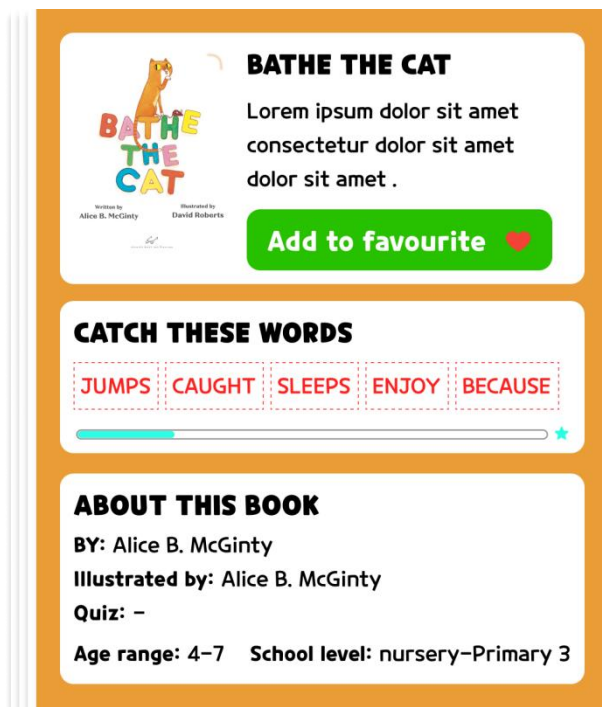 BATHE
THE
CAT
Written by
Alice B. McGinty
Illustrated by
David Roberts
BATHE THE CAT
Lorem ipsum dolor sit amet
consectetur dolor sit amet
dolor sit amet .
Add to favourite
CATCH THESE WORDS
JUMPS CAUGHT SLEEPS ENJOY BECAUSE
ABOUT THIS BOOK
BY: Alice B. McGinty
Illustrated by: Alice B. McGinty
Quiz: –
Age range: 4–7 School level: nursery–Primary 3